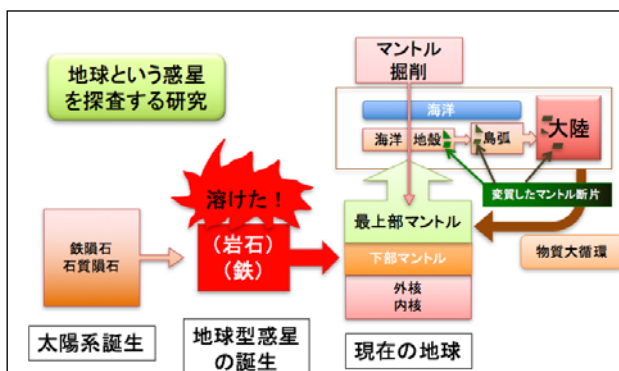 地球という惑星
を探査する研究
マントル
掘削
海洋
海洋 地殻
島弧
大陸
変質したマントル断片
溶けた！
（岩石）
（鉄）
最上部マントル
下部マントル
外核
内核
物質大循環
鉄隕石
石質隕石
太陽系誕生
地球型惑星
の誕生
現在の地球